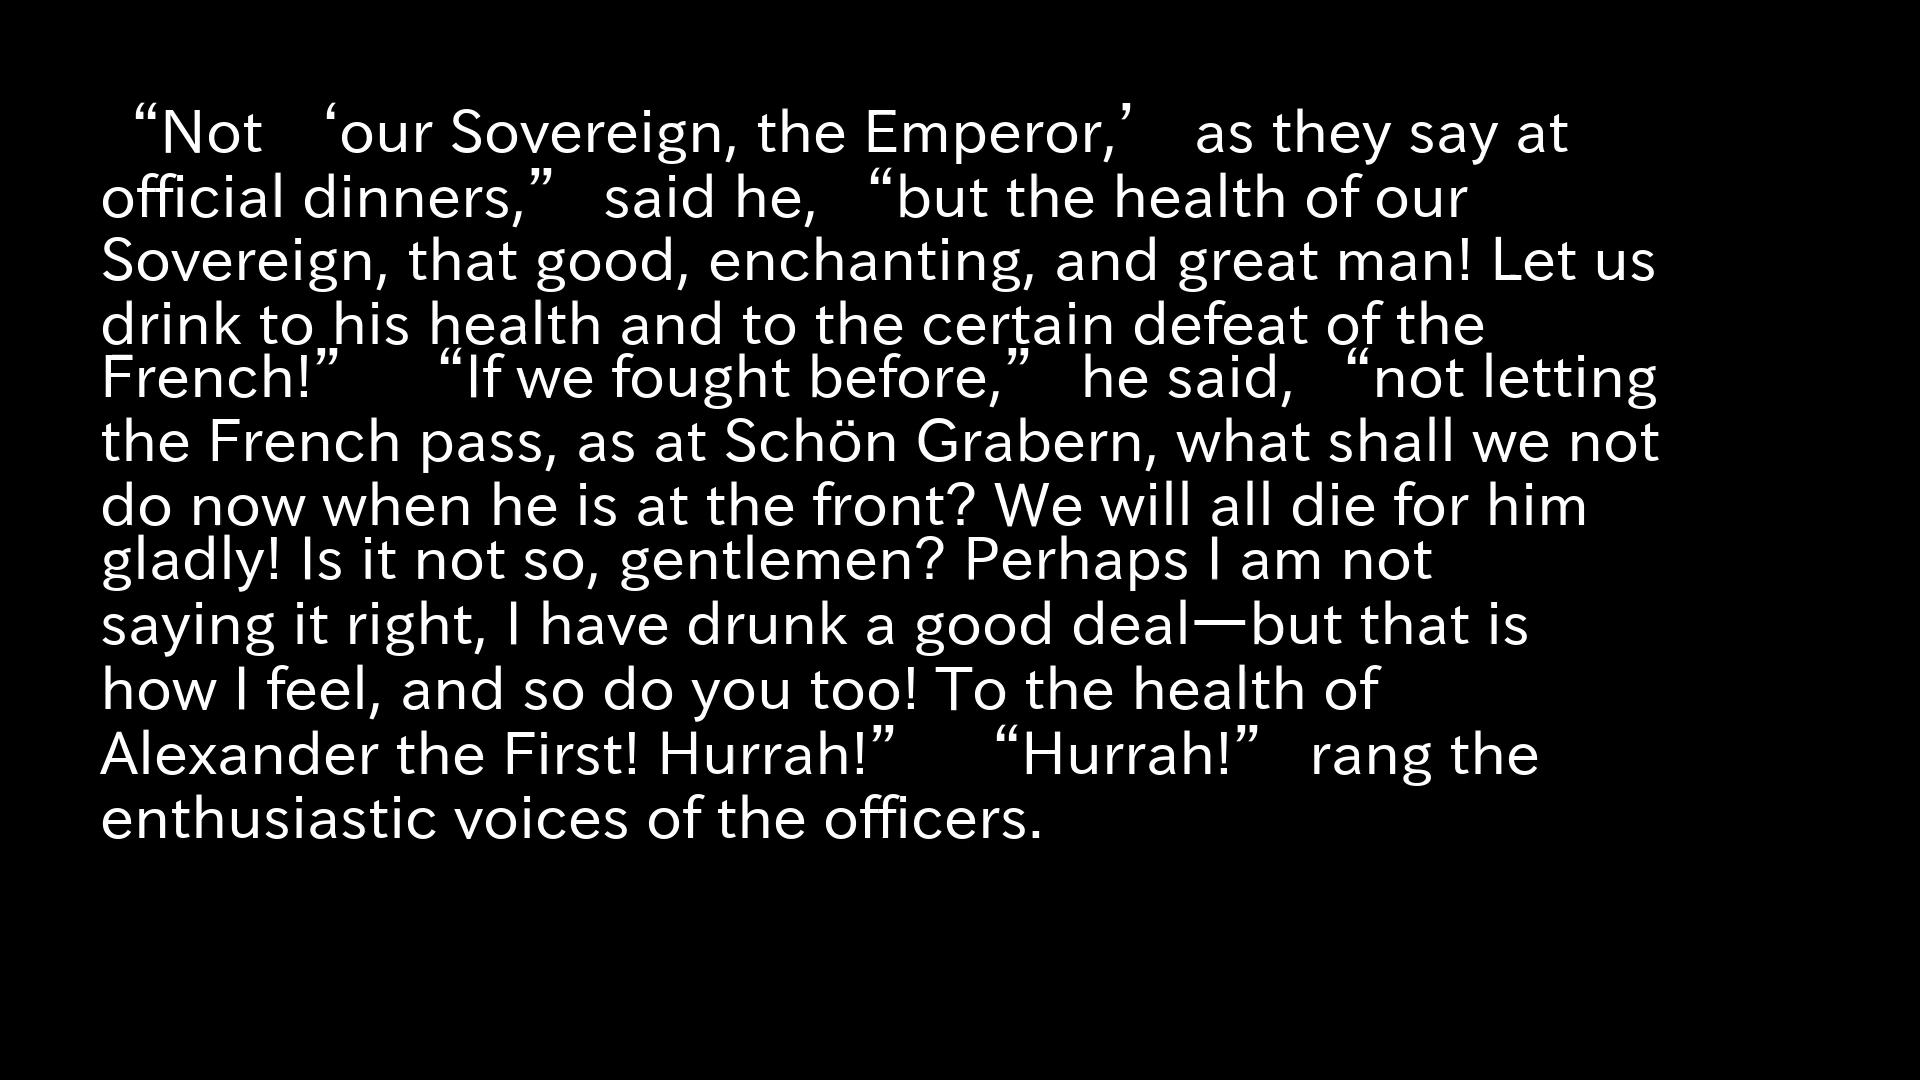 “Not ‘our Sovereign, the Emperor,’ as they say at
official dinners,” said he, “but the health of our
Sovereign, that good, enchanting, and great man! Let us
drink to his health and to the certain defeat of the
French!” “If we fought before,” he said, “not letting
the French pass, as at Schön Grabern, what shall we not
do now when he is at the front? We will all die for him
gladly! Is it not so, gentlemen? Perhaps I am not
saying it right, I have drunk a good deal—but that is
how I feel, and so do you too! To the health of
Alexander the First! Hurrah!” “Hurrah!” rang the
enthusiastic voices of the officers.